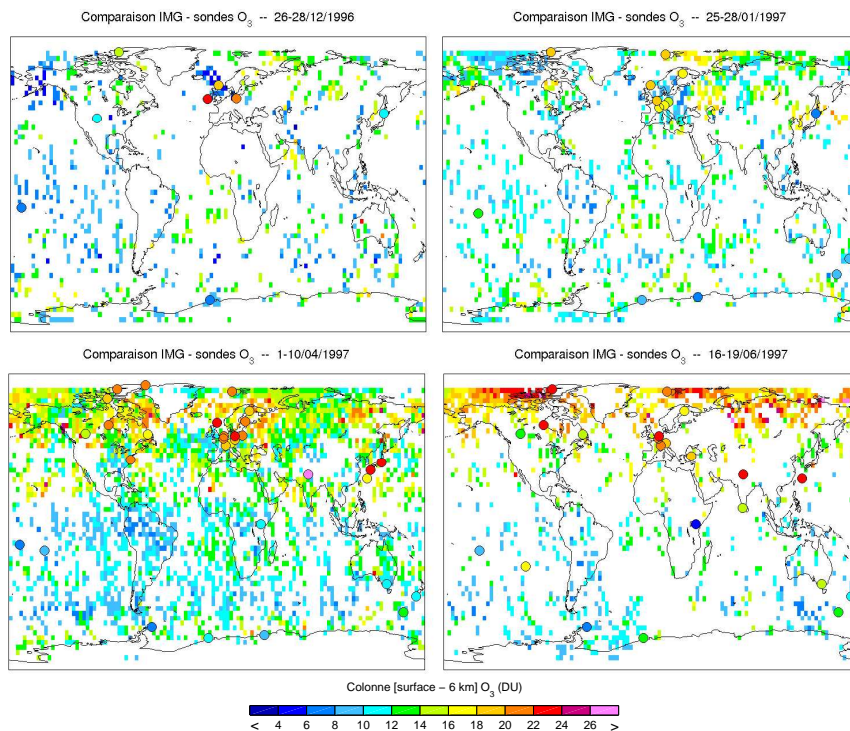 Comparaison IMG - sondes O3 -- 26-28/12/1996
Comparaison IMG - sondes O3 -- 25-28/01/1997
Comparaison IMG - sondes O3 -- 1-10/04/1997
Comparaison IMG - sondes O3 -- 16-19/06/1997
Colonne [surface – 6 km] O3 (DU)
< 4 6 8 10 12 14 16 18 20 22 24 26 >